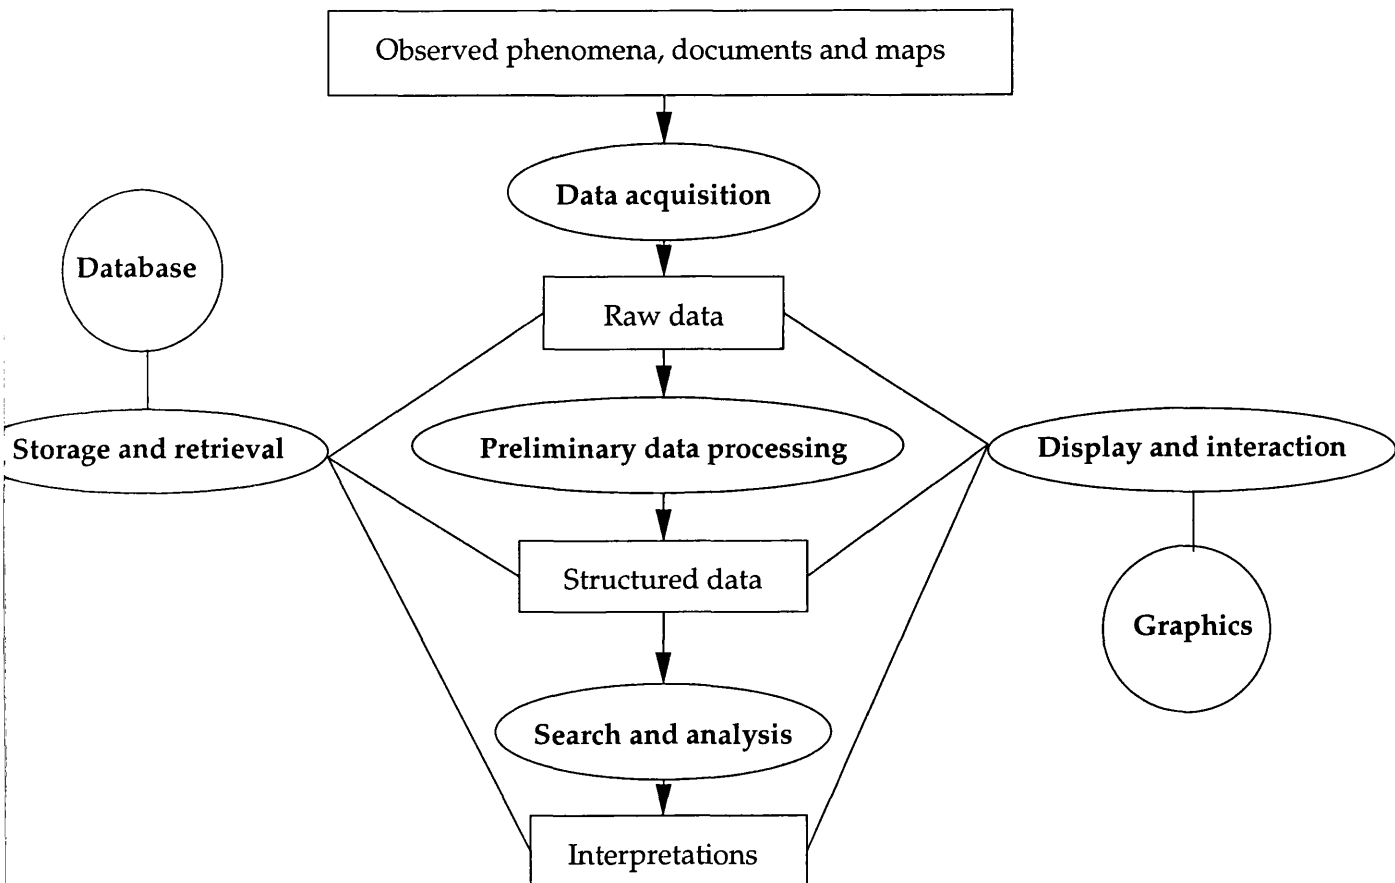 Observed phenomena, documents and maps
Data acquisition
Database
Raw data
Storage and retrieval
Preliminary data processing
Display and interaction
Structured data
Graphics
Search and analysis
Interpretations